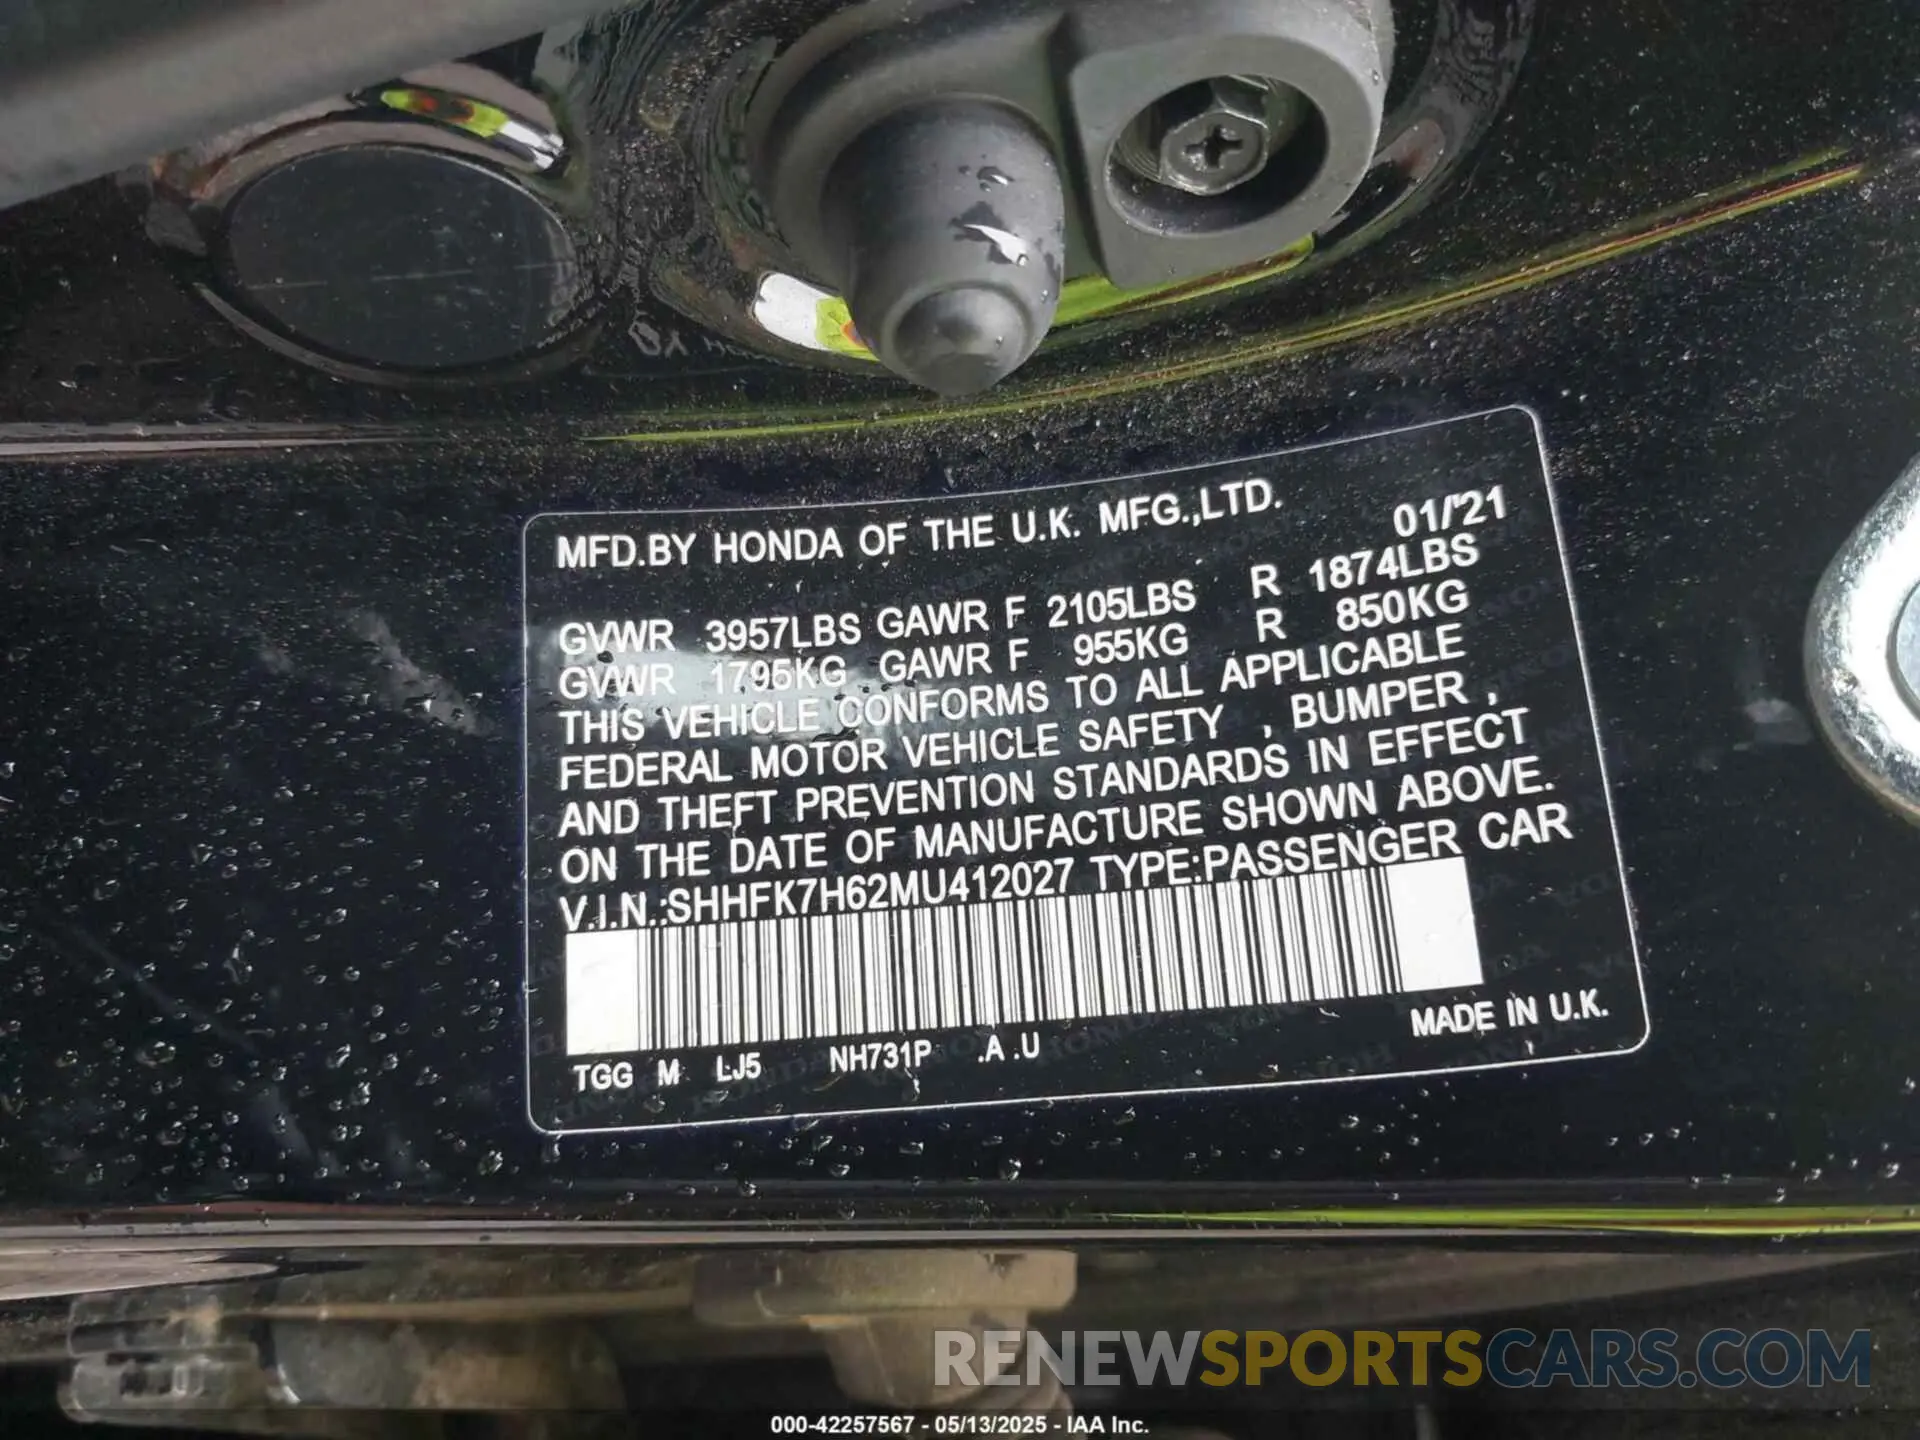 MFD.BY HONDA OF THE U.K. MFG.,LTD.
01/'21
GVWR 3957LBS GAWR F 2105LBS R 1874LBS
GVWR 1795KG GAWR F 955KG R 850KG
THIS VEHICLE CONFORMS TO ALL APPLICABLE
FEDERAL MOTOR VEHICLE SAFETY , BUMPER ,
AND THEFT PREVENTION STANDARDS IN EFFECT
ON THE DATE OF MANUFACTURE SHOWN ABOVE.
V.I.N.:SHHFK7H62MU412027 TYPE:PASSENGER CAR
TGG M LJ5 NH731P .A .U
MADE IN U.K.
RENEWSPORTSCARS.COM
000-42257567 - 05/13/2025 - IAA Inc.